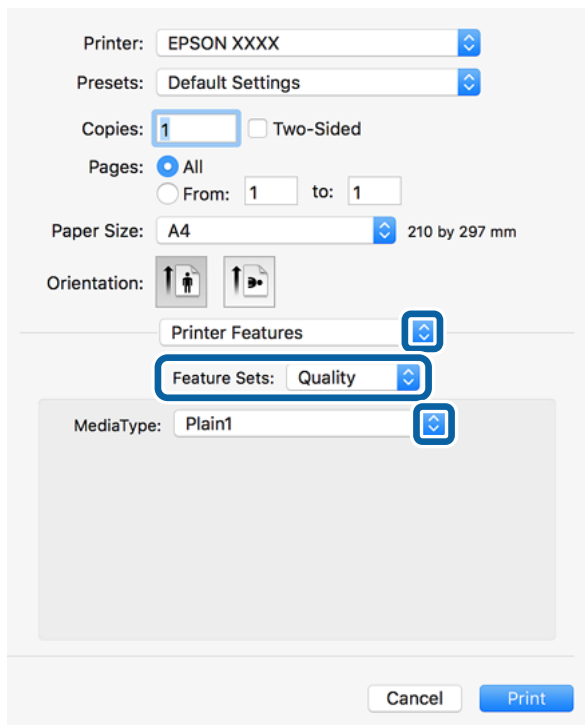 Printer: EPSON XXXX
Presets: Default Settings
Copies: 1 Two-Sided
Pages: All
From: 1 to: 1
Paper Size: A4 210 by 297 mm
Orientation:
Printer Features
Feature Sets: Quality
MediaType: Plain1
Cancel Print